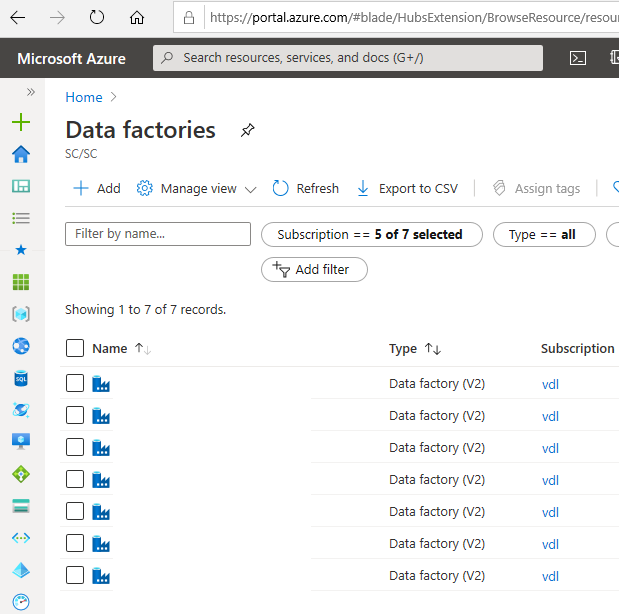 https://portal.azure.com/#blade/HubsExtension/BrowseResource/resou
Microsoft Azure
Search resources, services, and docs (G+/)
Home
Data factories
SC/SC
Add
Manage view
Refresh
Export to CSV
Assign tags
Filter by name...
Subscription == 5 of 7 selected
Type == all
Add filter
Showing 1 to 7 of 7 records.
Name Type Subscription
Data factory (V2) vdl
Data factory (V2) vdl
Data factory (V2) vdl
Data factory (V2) vdl
Data factory (V2) vdl
Data factory (V2) vdl
Data factory (V2) vdl
SQL